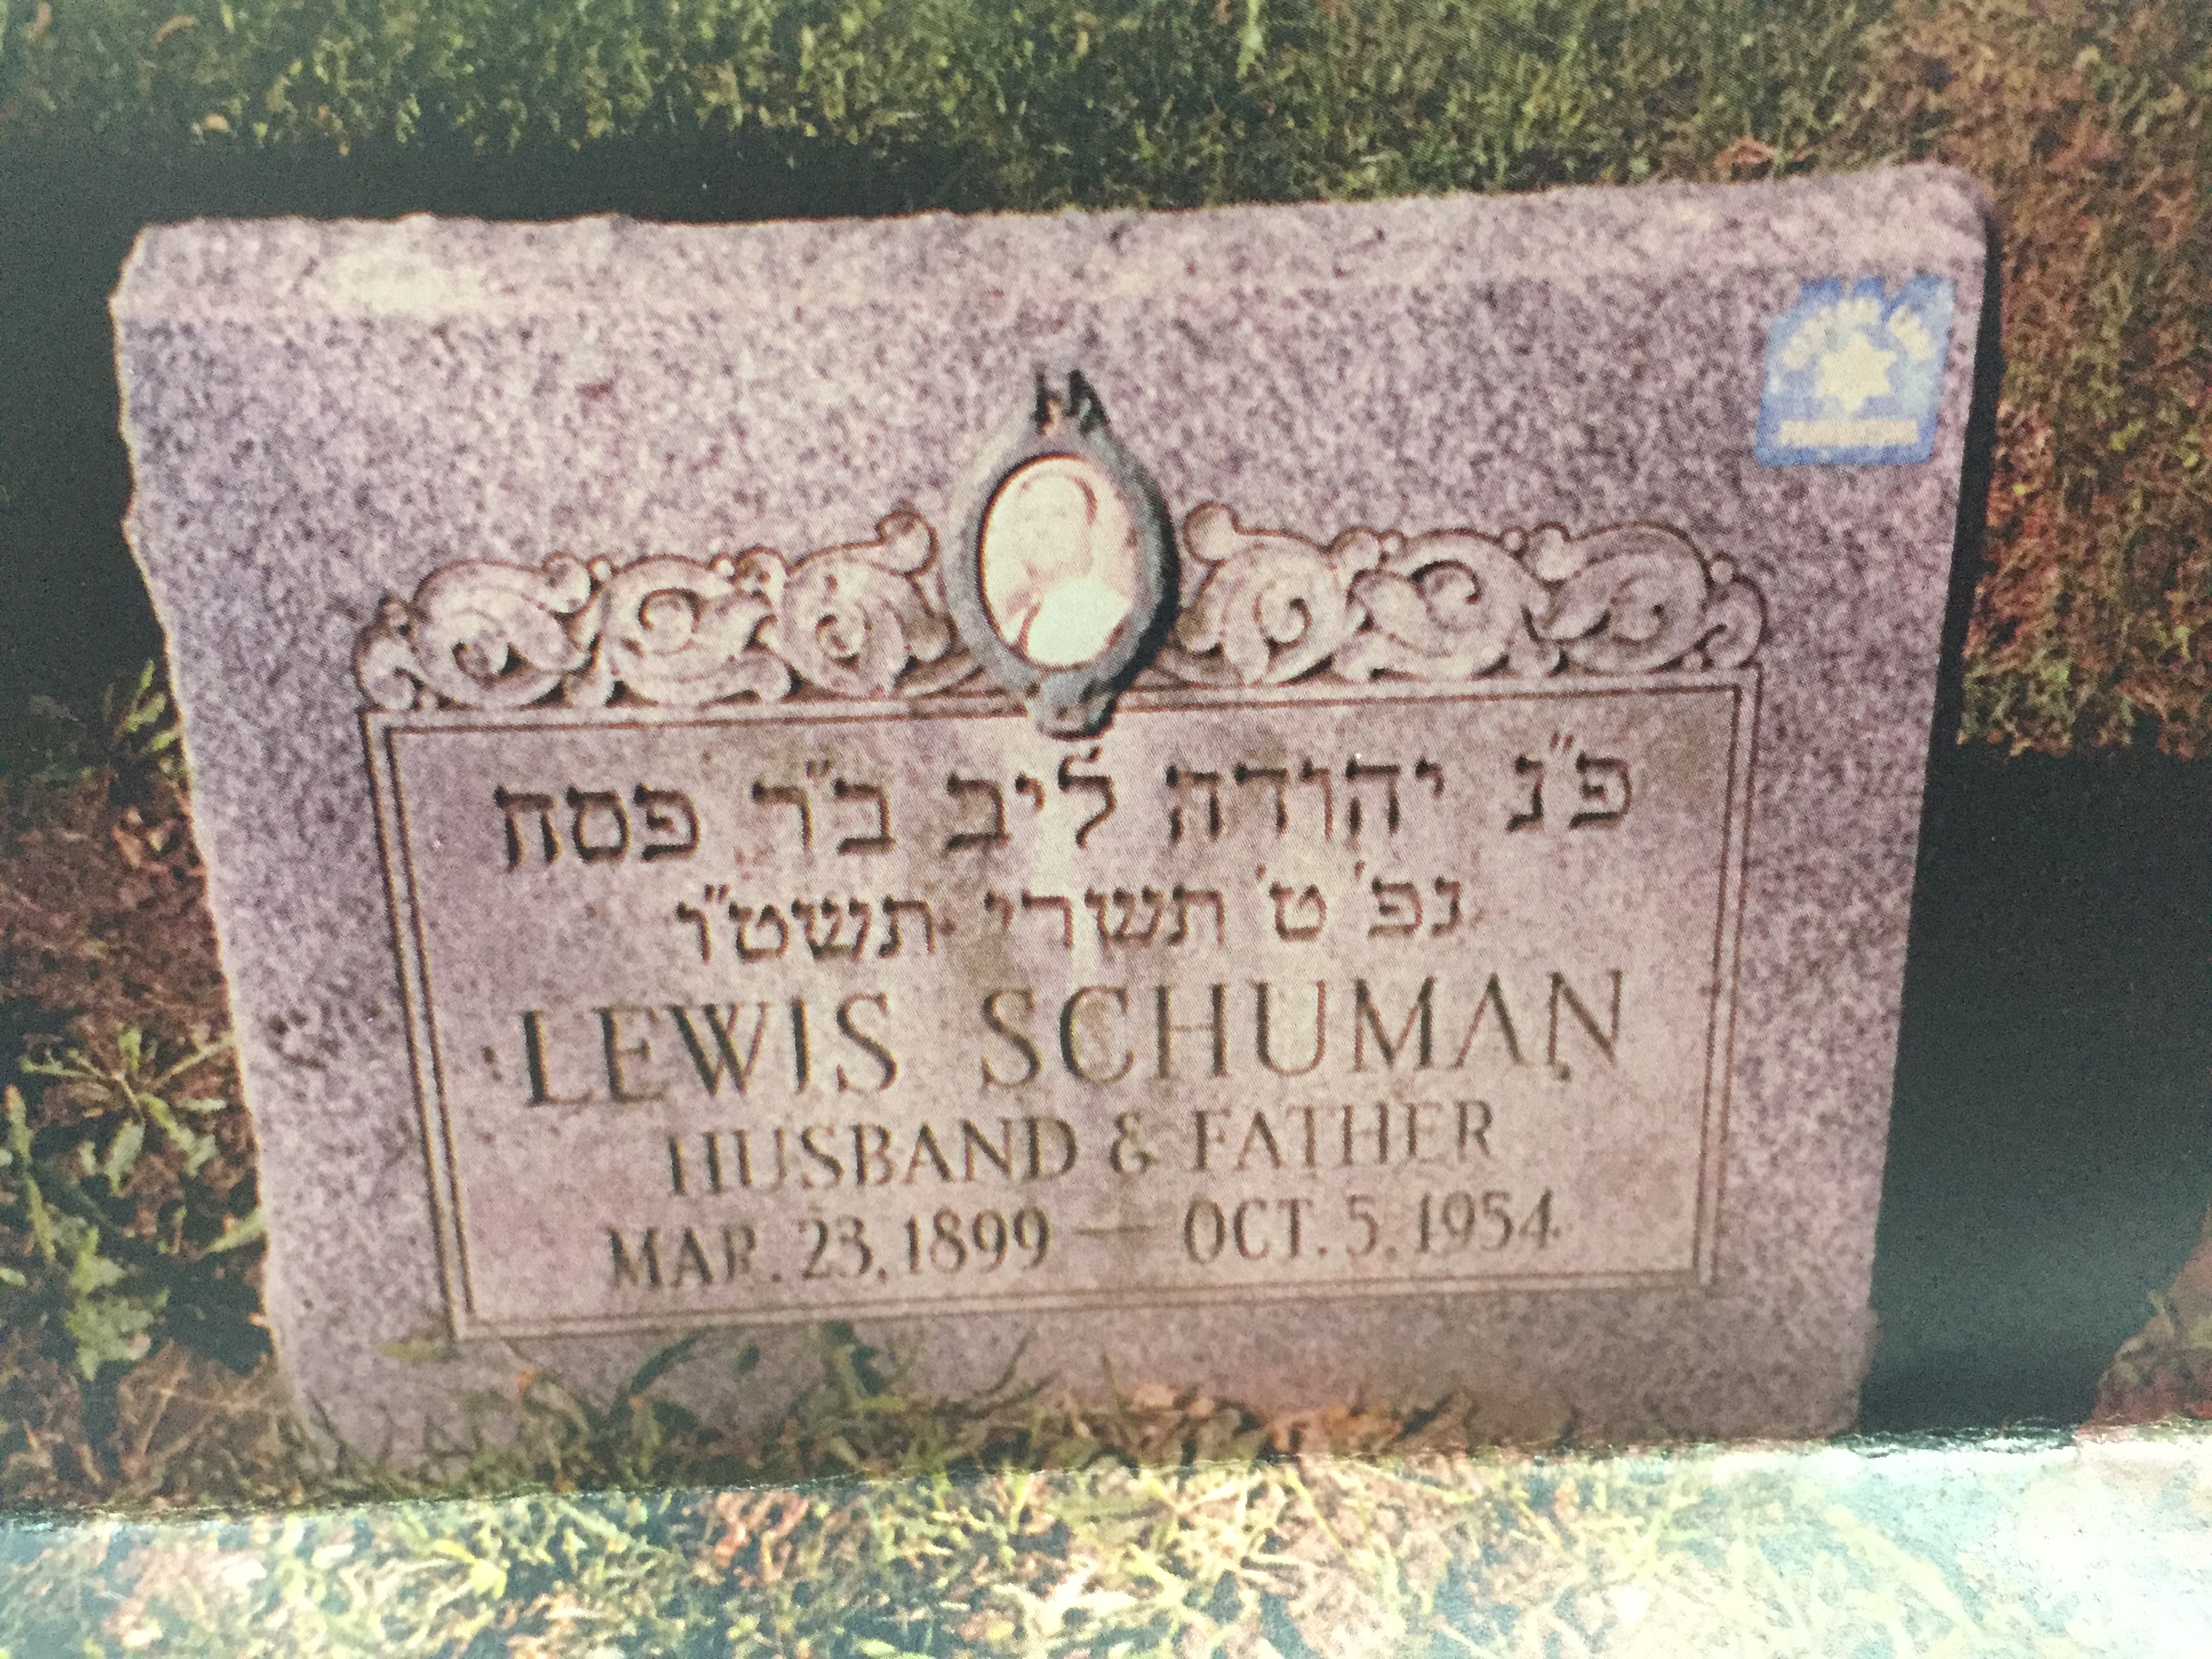 פ"נ יהודה ליב ב"ר פסח
נפ' ט' תשרי תשט"ו
LEWIS SCHUMAN
HUSBAND & FATHER
MAR. 23, 1899 — OCT. 5, 1954